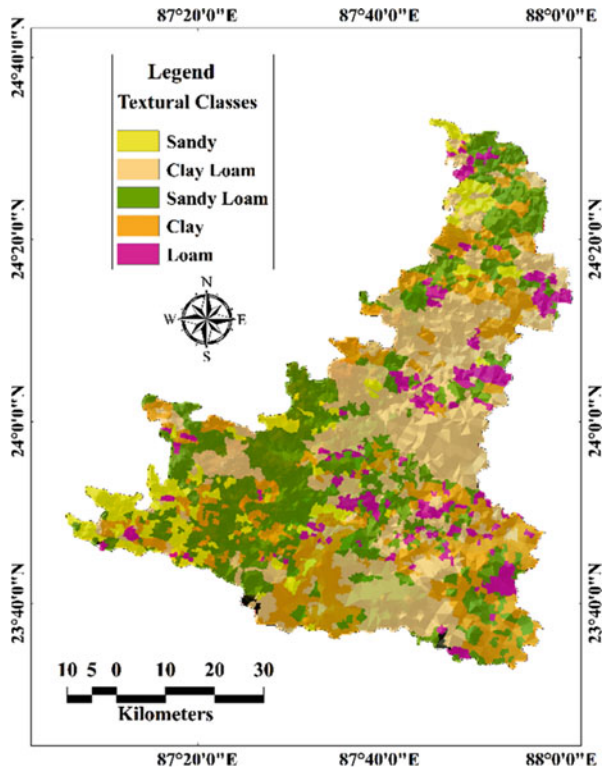 87°20'0"E 87°40'0"E 88°0'0"E
24°40'0"N
24°20'0"N
24°0'0"N
23°40'0"N
Legend
Textural Classes
Sandy
Clay Loam
Sandy Loam
Clay
Loam
N
W E
S
24°40'0"N
24°20'0"N
24°0'0"N
23°40'0"N
10 5 0 10 20 30
Kilometers
87°20'0"E 87°40'0"E 88°0'0"E